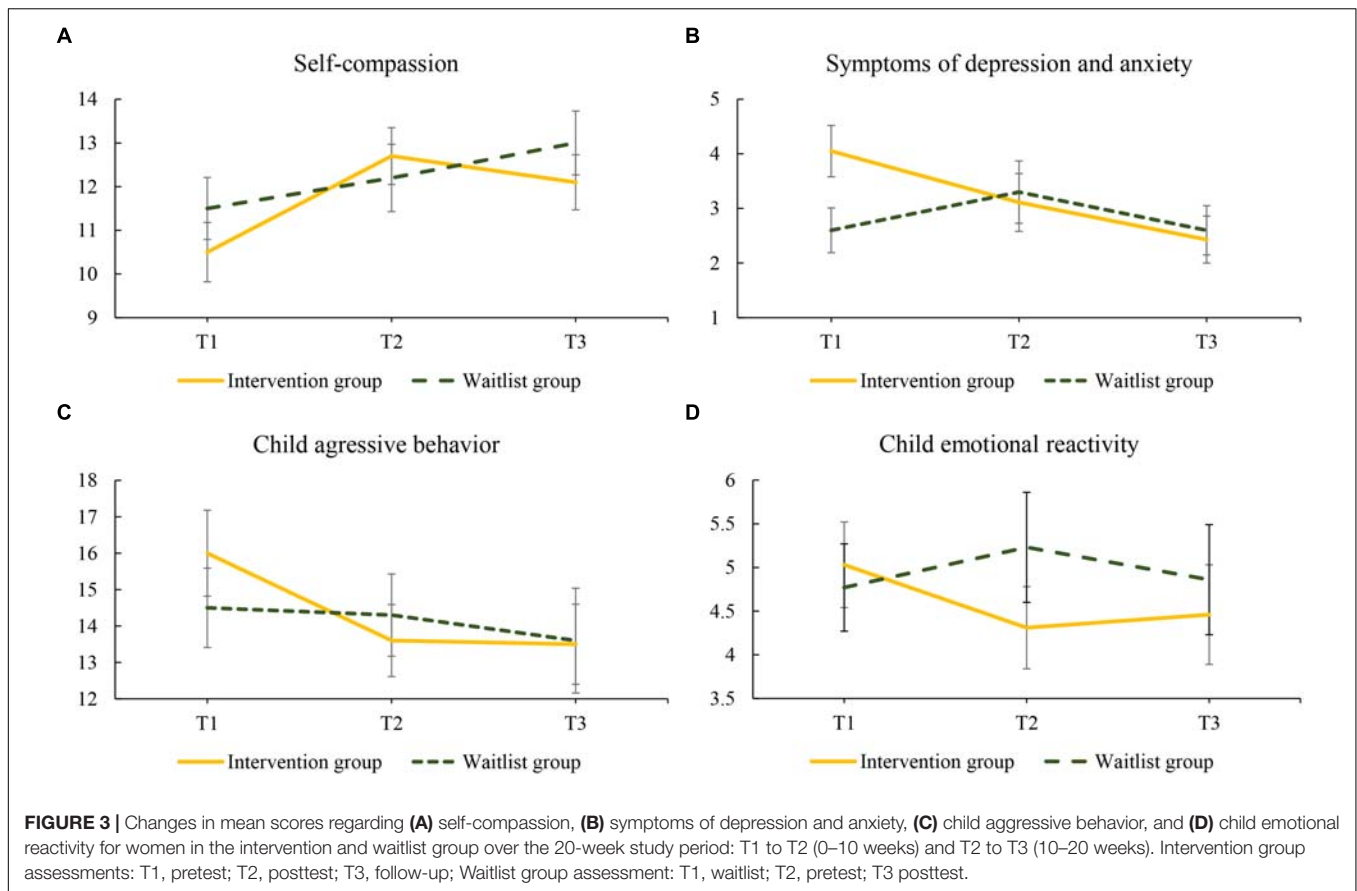 A
Self-compassion
14
13
12
11
10
9
T1 T2 T3
Intervention group Waitlist group
B
Symptoms of depression and anxiety
5
4
3
2
1
T1 T2 T3
Intervention group Waitlist group
C
Child agressive behavior
18
17
16
15
14
13
12
T1 T2 T3
Intervention group Waitlist group
D
Child emotional reactivity
6
5.5
5
4.5
4
3.5
T1 T2 T3
Intervention group Waitlist group
FIGURE 3 | Changes in mean scores regarding (A) self-compassion, (B) symptoms of depression and anxiety, (C) child aggressive behavior, and (D) child emotional
reactivity for women in the intervention and waitlist group over the 20-week study period: T1 to T2 (0–10 weeks) and T2 to T3 (10–20 weeks). Intervention group
assessments: T1, pretest; T2, posttest; T3, follow-up; Waitlist group assessment: T1, waitlist; T2, pretest; T3 posttest.